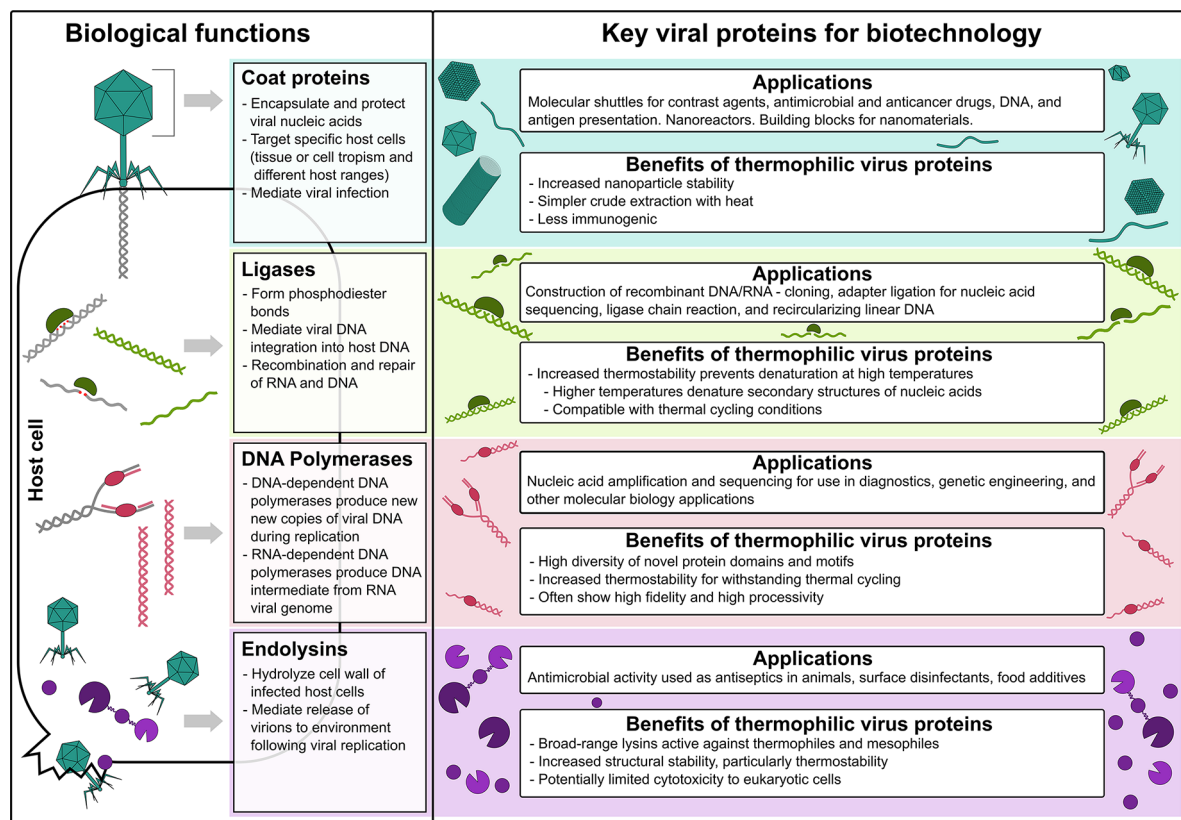 Biological functions
Key viral proteins for biotechnology
Host cell
Coat proteins
- Encapsulate and protect
viral nucleic acids
- Target specific host cells
(tissue or cell tropism and
different host ranges)
- Mediate viral infection
Applications
Molecular shuttles for contrast agents, antimicrobial and anticancer drugs, DNA, and
antigen presentation. Nanoreactors. Building blocks for nanomaterials.
Benefits of thermophilic virus proteins
- Increased nanoparticle stability
- Simpler crude extraction with heat
- Less immunogenic
Ligases
- Form phosphodiester
bonds
- Mediate viral DNA
integration into host DNA
- Recombination and repair
of RNA and DNA
Applications
Construction of recombinant DNA/RNA - cloning, adapter ligation for nucleic acid
sequencing, ligase chain reaction, and recircularizing linear DNA
Benefits of thermophilic virus proteins
- Increased thermostability prevents denaturation at high temperatures
- Higher temperatures denature secondary structures of nucleic acids
- Compatible with thermal cycling conditions
DNA Polymerases
- DNA-dependent DNA
polymerases produce new
new copies of viral DNA
during replication
- RNA-dependent DNA
polymerases produce DNA
intermediate from RNA
viral genome
Applications
Nucleic acid amplification and sequencing for use in diagnostics, genetic engineering, and
other molecular biology applications
Benefits of thermophilic virus proteins
- High diversity of novel protein domains and motifs
- Increased thermostability for withstanding thermal cycling
- Often show high fidelity and high processivity
Endolysins
- Hydrolyze cell wall of
infected host cells
- Mediate release of
virions to environment
following viral replication
Applications
Antimicrobial activity used as antiseptics in animals, surface disinfectants, food additives
Benefits of thermophilic virus proteins
- Broad-range lysins active against thermophiles and mesophiles
- Increased structural stability, particularly thermostability
- Potentially limited cytotoxicity to eukaryotic cells